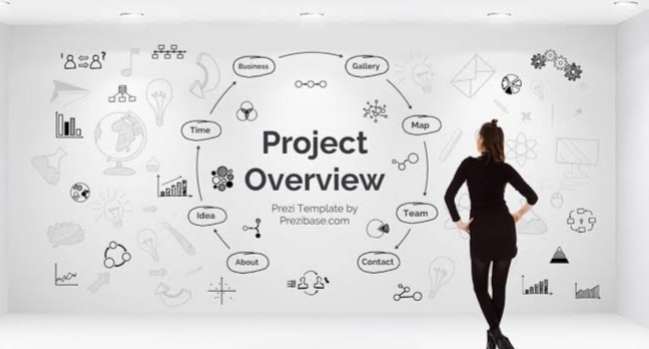 Business
Gallery
Time
Map
Project
Overview
Prezi Template by
Prezibase.com
Idea
Team
About
Contact